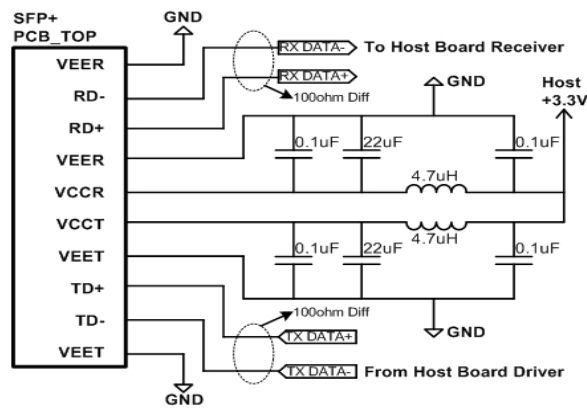 SFP+
PCB_TOP
GND
VEER
RD-
RD+
VEER
VCCR
VCCT
VEET
TD+
TD-
VEET
RX DATA-
To Host Board Receiver
RX DATA+
100ohm Diff
GND
Host
+3.3V
0.1uF
22uF
0.1uF
4.7uH
4.7uH
0.1uF
22uF
0.1uF
100ohm Diff
GND
TX DATA+
TX DATA-
From Host Board Driver
GND